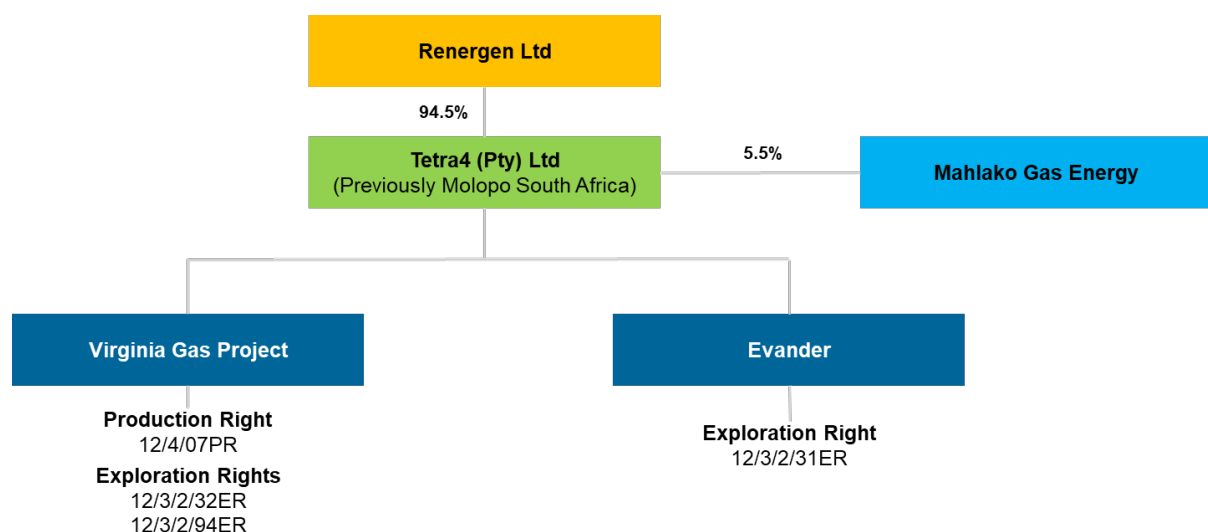 Renergen Ltd
94.5%
Tetra4 (Pty) Ltd
(Previously Molopo South Africa)
5.5%
Mahlako Gas Energy
Virginia Gas Project
Evander
Production Right
12/4/07PR
Exploration Rights
12/3/2/32ER
12/3/2/94ER
Exploration Right
12/3/2/31ER